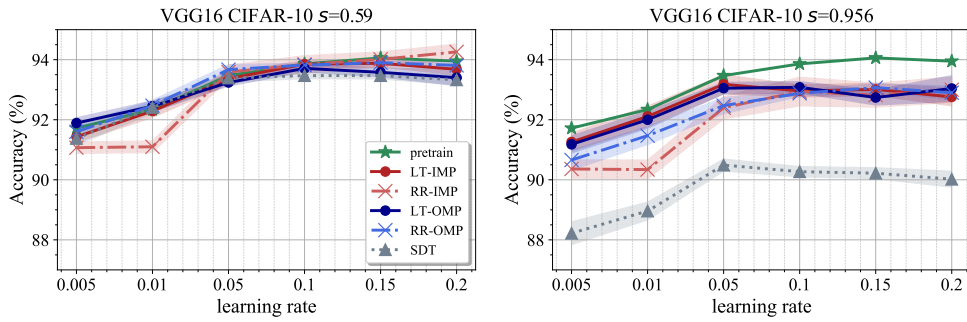 VGG16 CIFAR-10 s=0.59
Accuracy (%)
94
92
90
88
pretrain
LT-IMP
RR-IMP
LT-OMP
RR-OMP
SDT
0.005 0.01 0.05 0.1 0.15 0.2
learning rate
VGG16 CIFAR-10 s=0.956
Accuracy (%)
94
92
90
88
0.005 0.01 0.05 0.1 0.15 0.2
learning rate